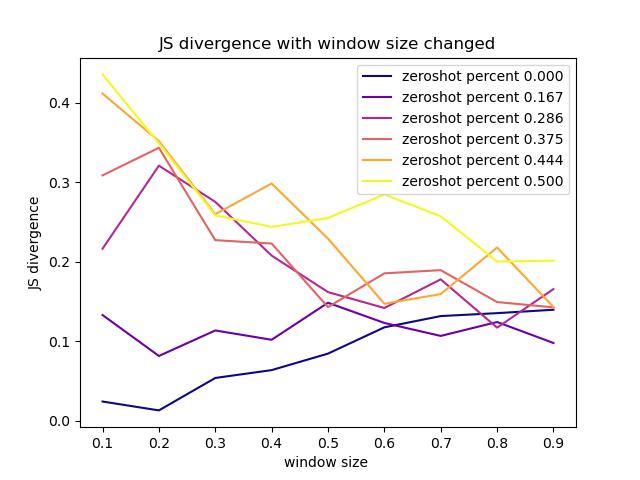 JS divergence with window size changed
zeroshot percent 0.000
zeroshot percent 0.167
zeroshot percent 0.286
zeroshot percent 0.375
zeroshot percent 0.444
zeroshot percent 0.500
JS divergence
0.4
0.3
0.2
0.1
0.0
0.1 0.2 0.3 0.4 0.5 0.6 0.7 0.8 0.9
window size